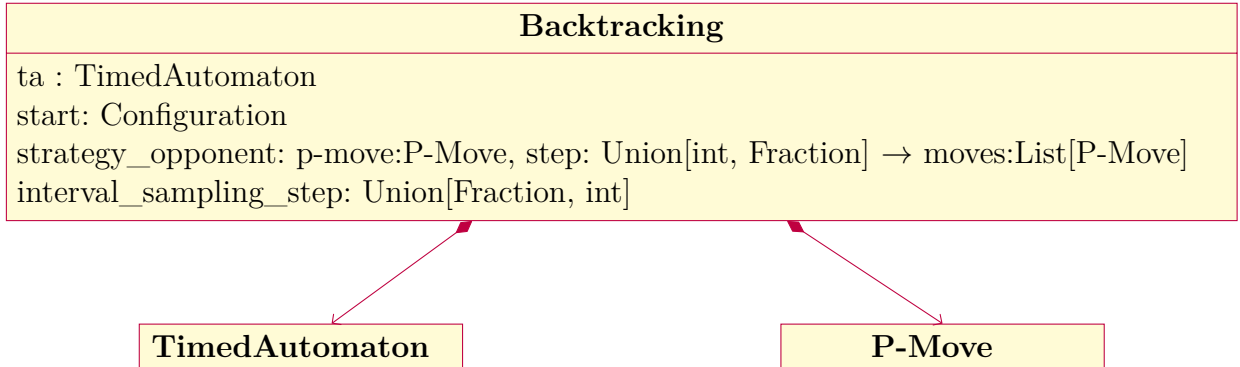 Backtracking
ta : TimedAutomaton
start: Configuration
strategy_opponent: p-move:P-Move, step: Union[int, Fraction] → moves:List[P-Move]
interval_sampling_step: Union[Fraction, int]
TimedAutomaton
P-Move